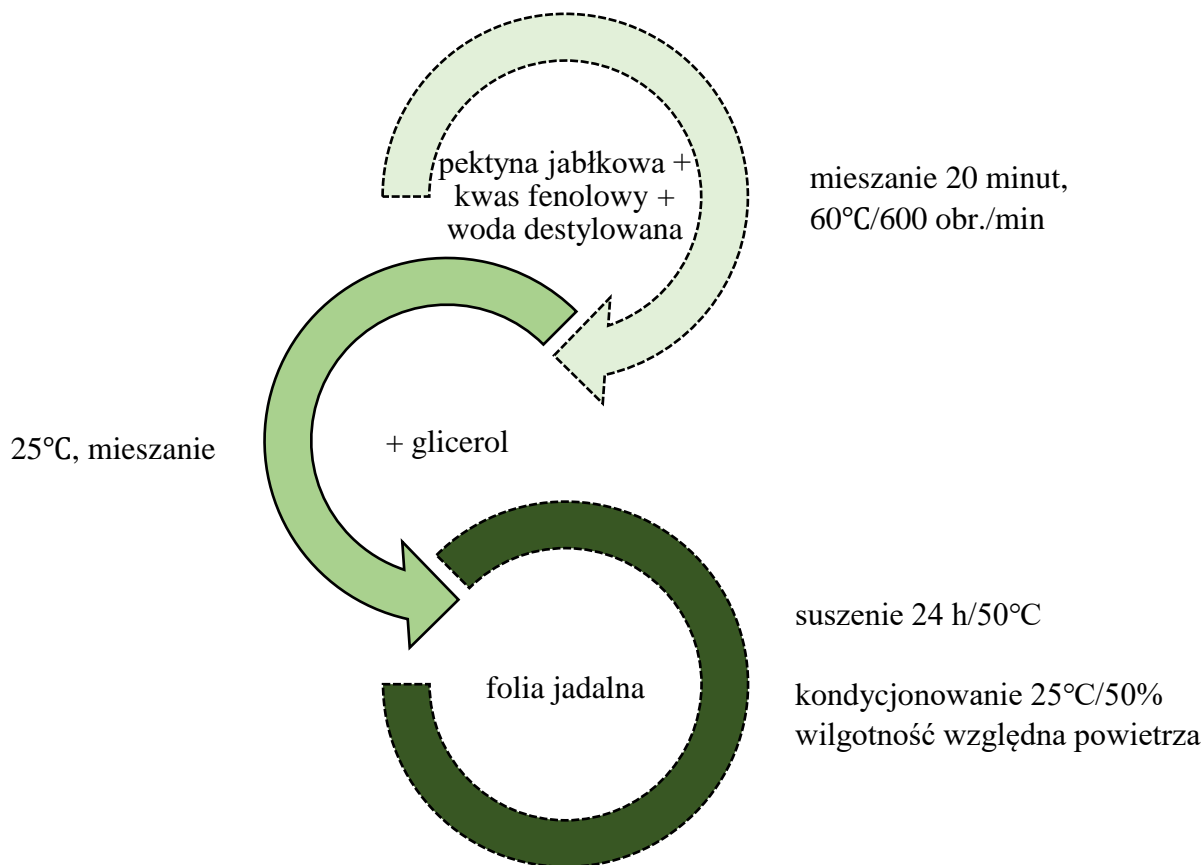 pektyna jabłkowa +
kwas fenolowy +
woda destylowana
mieszanie 20 minut,
60°C/600 obr./min
25°C, mieszanie
+ glicerol
suszenie 24 h/50°C
folia jadalna
kondycjonowanie 25°C/50%
wilgotność względna powietrza